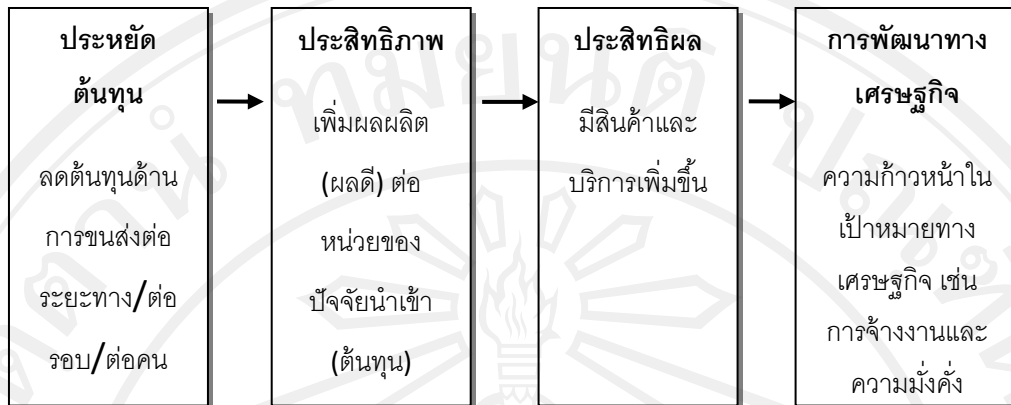 ประหยัด
ต้นทุน
ลดต้นทุนด้าน
การขนส่งต่อ
ระยะทาง/ต่อ
รอบ/ต่อคน
ประสิทธิภาพ
เพิ่มผลผลิต
(ผลดี) ต่อ
หน่วยของ
ปัจจัยนำเข้า
(ต้นทุน)
ประสิทธิผล
มีสินค้าและ
บริการเพิ่มขึ้น
การพัฒนาทาง
เศรษฐกิจ
ความก้าวหน้าใน
เป้าหมายทาง
เศรษฐกิจ เช่น
การจ้างงานและ
ความมั่งคั่ง